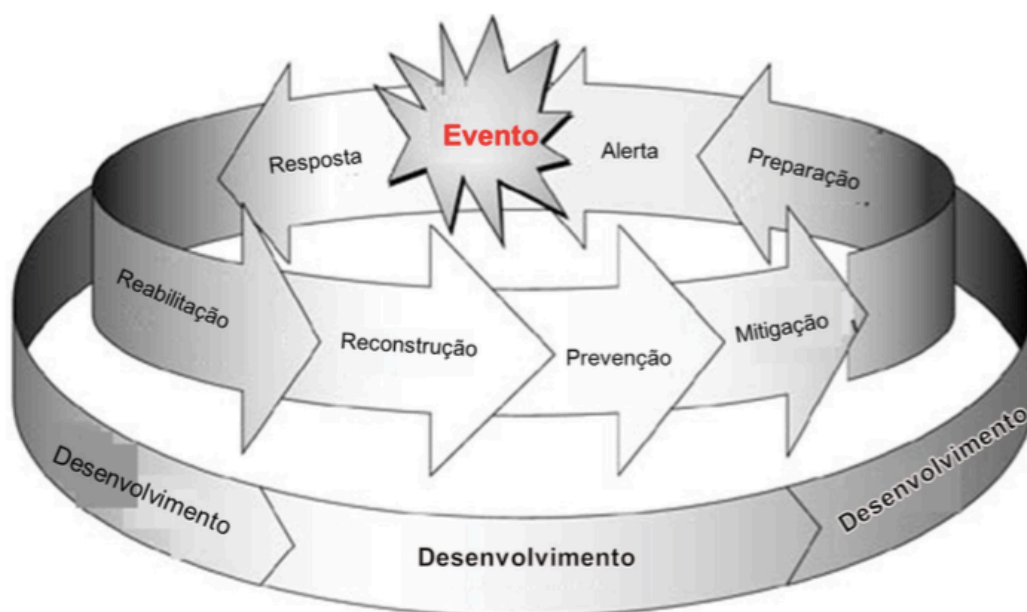 Evento
Resposta
Alerta
Preparação
Reabilitação
Reconstrução
Prevenção
Mitigação
Desenvolvimento
Desenvolvimento
Desenvolvimento